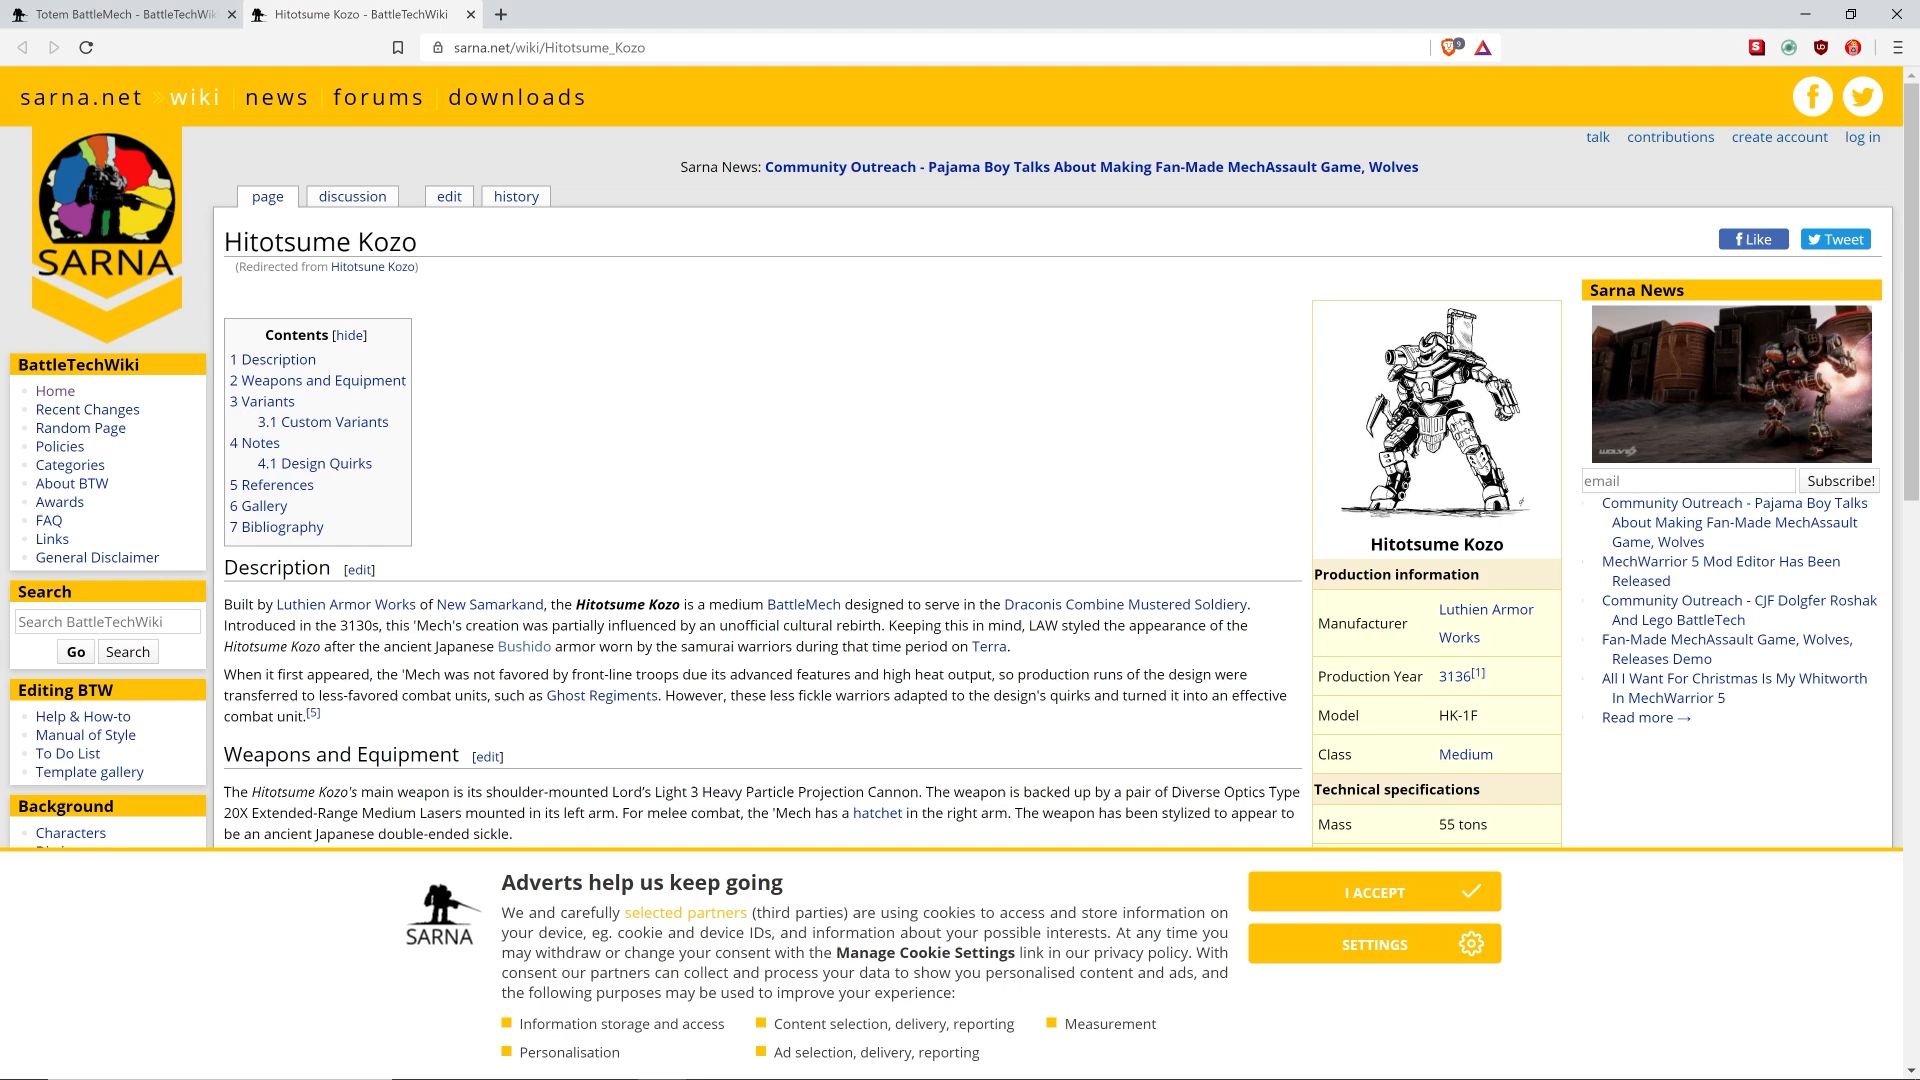 Totem BattleMech - BattleTechWik
Hitotsume Kozo - BattleTechWiki
sarna.net/wiki/Hitotsume_Kozo
9
sarna.net » wiki news forums downloads
talk contributions create account log in
Sarna News: Community Outreach - Pajama Boy Talks About Making Fan-Made MechAssault Game, Wolves
page discussion edit history
SARNA
Hitotsume Kozo
Like
Tweet
(Redirected from Hitotsune Kozo)
BattleTechWiki
Home
Recent Changes
Random Page
Policies
Categories
About BTW
Awards
FAQ
Links
General Disclaimer
Search
Search BattleTechWiki
Go Search
Editing BTW
Help & How-to
Manual of Style
To Do List
Template gallery
Background
Characters
Contents [hide]
1 Description
2 Weapons and Equipment
3 Variants
3.1 Custom Variants
4 Notes
4.1 Design Quirks
5 References
6 Gallery
7 Bibliography
Description [edit]
Built by Luthien Armor Works of New Samarkand, the Hitotsume Kozo is a medium BattleMech designed to serve in the Draconis Combine Mustered Soldiery.
Introduced in the 3130s, this 'Mech's creation was partially influenced by an unofficial cultural rebirth. Keeping this in mind, LAW styled the appearance of the
Hitotsume Kozo after the ancient Japanese Bushido armor worn by the samurai warriors during that time period on Terra.
When it first appeared, the 'Mech was not favored by front-line troops due its advanced features and high heat output, so production runs of the design were
transferred to less-favored combat units, such as Ghost Regiments. However, these less fickle warriors adapted to the design's quirks and turned it into an effective
combat unit.[5]
Weapons and Equipment [edit]
The Hitotsume Kozo's main weapon is its shoulder-mounted Lord's Light 3 Heavy Particle Projection Cannon. The weapon is backed up by a pair of Diverse Optics Type
20X Extended-Range Medium Lasers mounted in its left arm. For melee combat, the 'Mech has a hatchet in the right arm. The weapon has been stylized to appear to
be an ancient Japanese double-ended sickle.
Hitotsume Kozo
Production information
Manufacturer Luthien Armor
Works
Production Year 3136[1]
Model HK-1F
Class Medium
Technical specifications
Mass 55 tons
Sarna News
WOLVES
email
Subscribe!
Community Outreach - Pajama Boy Talks
About Making Fan-Made MechAssault
Game, Wolves
MechWarrior 5 Mod Editor Has Been
Released
Community Outreach - CJF Dolgfer Roshak
And Lego BattleTech
Fan-Made MechAssault Game, Wolves,
Releases Demo
All I Want For Christmas Is My Whitworth
In MechWarrior 5
Read more →
SARNA
Adverts help us keep going
We and carefully selected partners (third parties) are using cookies to access and store information on
your device, eg. cookie and device IDs, and information about your possible interests. At any time you
may withdraw or change your consent with the Manage Cookie Settings link in our privacy policy. With
consent our partners can collect and process your data to show you personalised content and ads, and
the following purposes may be used to improve your experience:
Information storage and access
Content selection, delivery, reporting
Measurement
Personalisation
Ad selection, delivery, reporting
I ACCEPT
SETTINGS